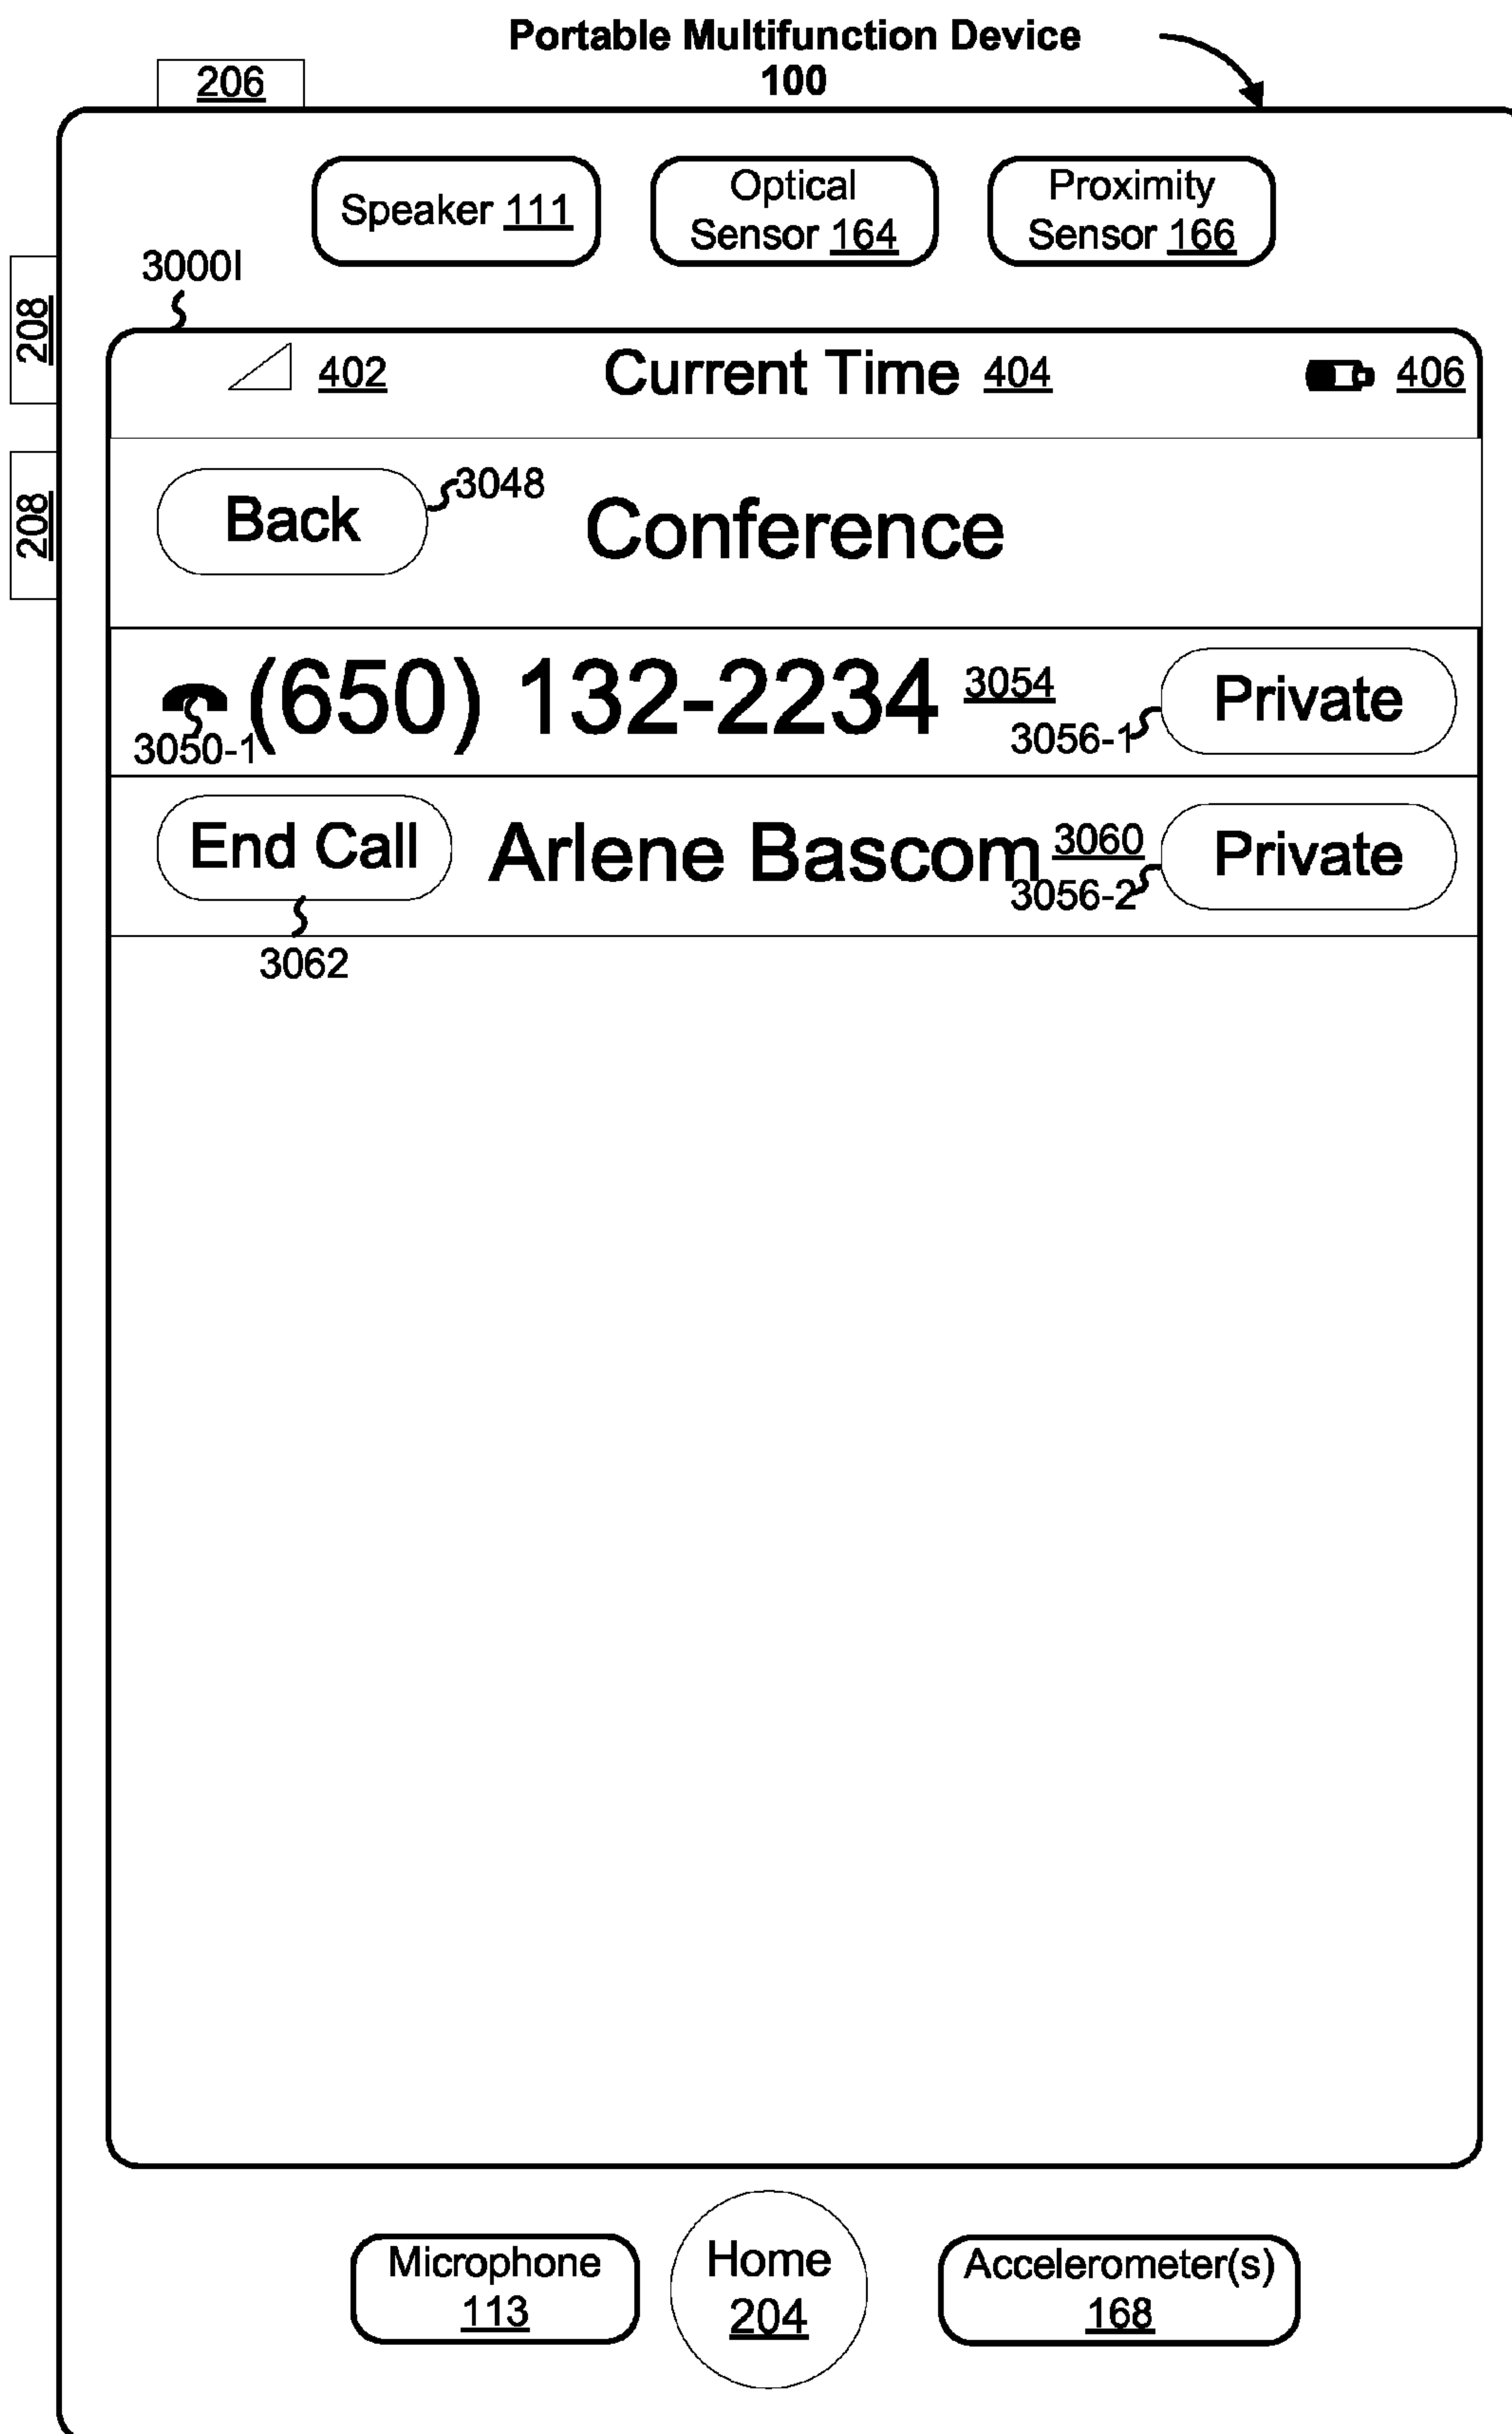 Portable Multifunction Device
100
206
Speaker 111
Optical
Sensor 164
Proximity
Sensor 166
3000I
208
402
Current Time 404
406
208
Back
3048
Conference
(650) 132-2234
3054
Private
3050-1
3056-1
End Call
Arlene Bascom
3060
Private
3056-2
3062
Microphone
113
Home
204
Accelerometer(s)
168